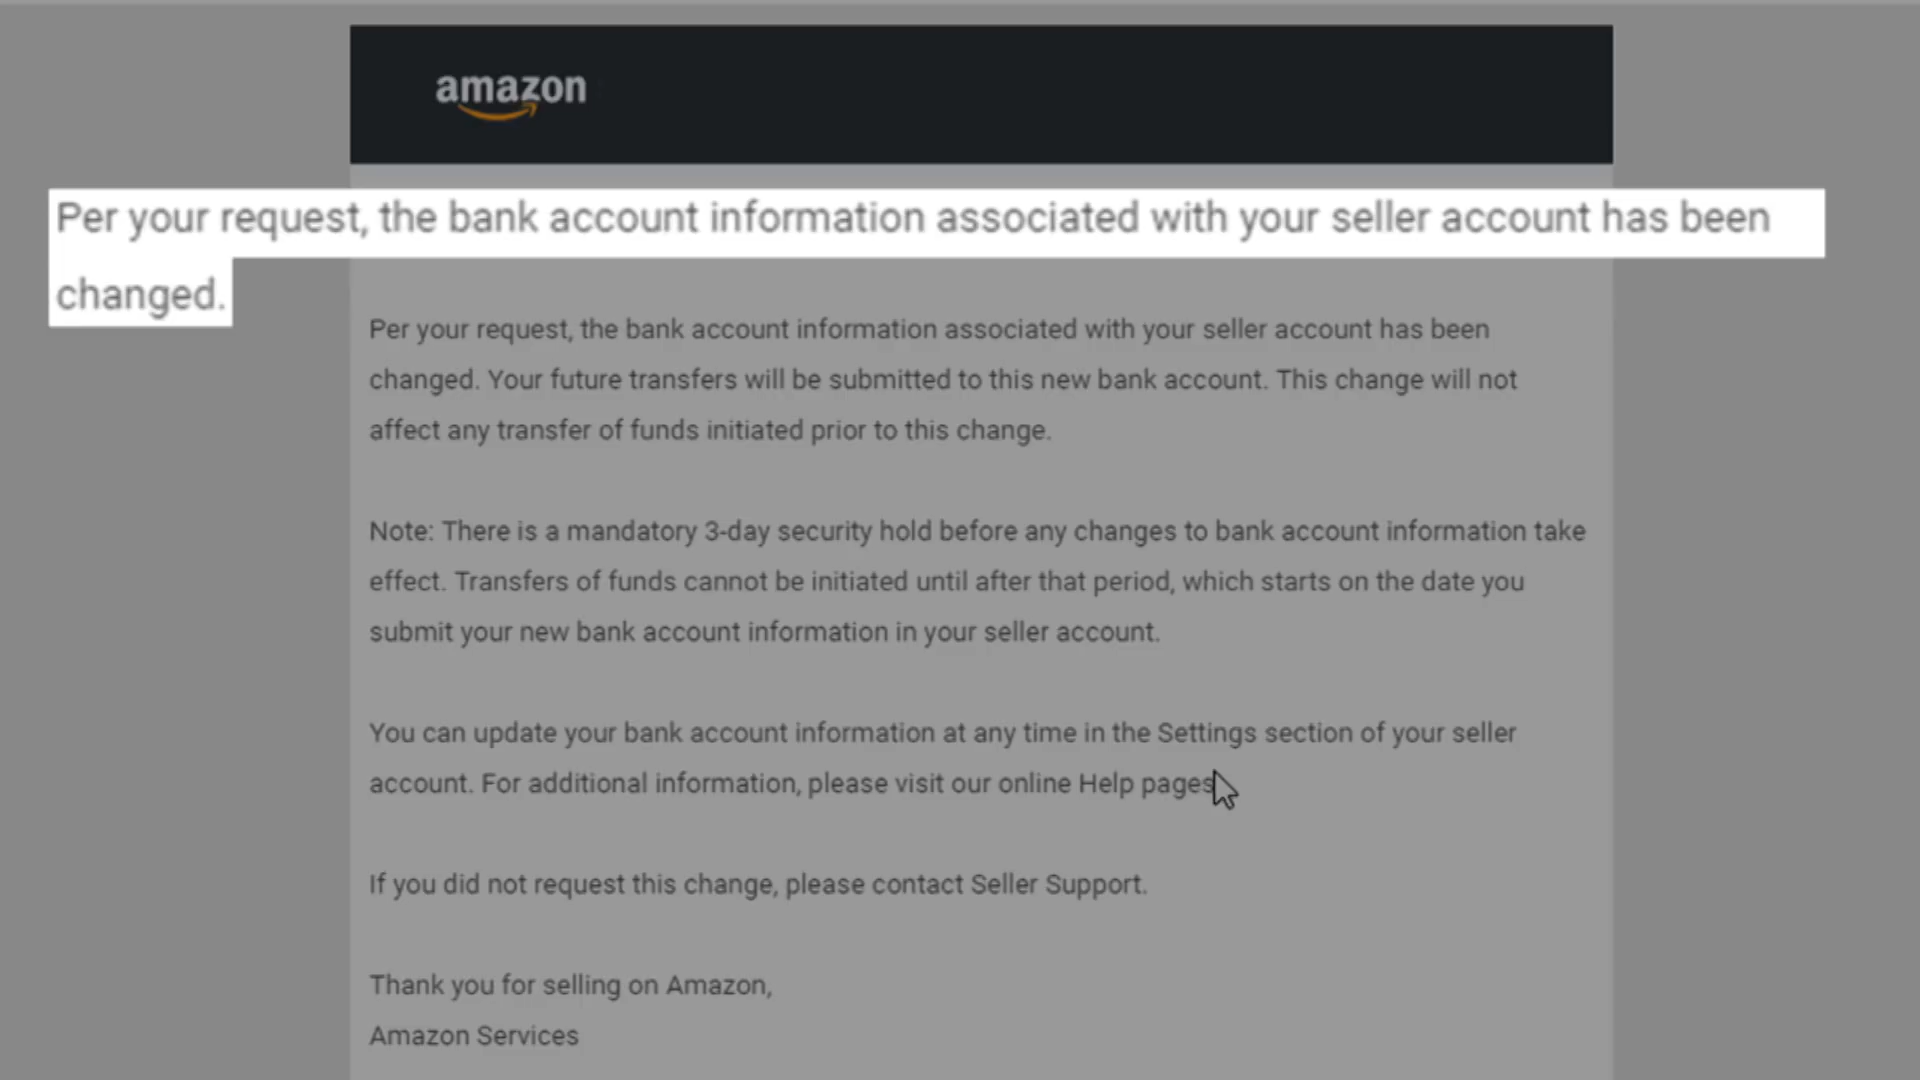 amazon
Per your request, the bank account information associated with your seller account has been
changed.
Per your request, the bank account information associated with your seller account has been
changed. Your future transfers will be submitted to this new bank account. This change will not
affect any transfer of funds initiated prior to this change.
Note: There is a mandatory 3-day security hold before any changes to bank account information take
effect. Transfers of funds cannot be initiated until after that period, which starts on the date you
submit your new bank account information in your seller account.
You can update your bank account information at any time in the Settings section of your seller
account. For additional information, please visit our online Help pages
If you did not request this change, please contact Seller Support.
Thank you for selling on Amazon,
Amazon Services